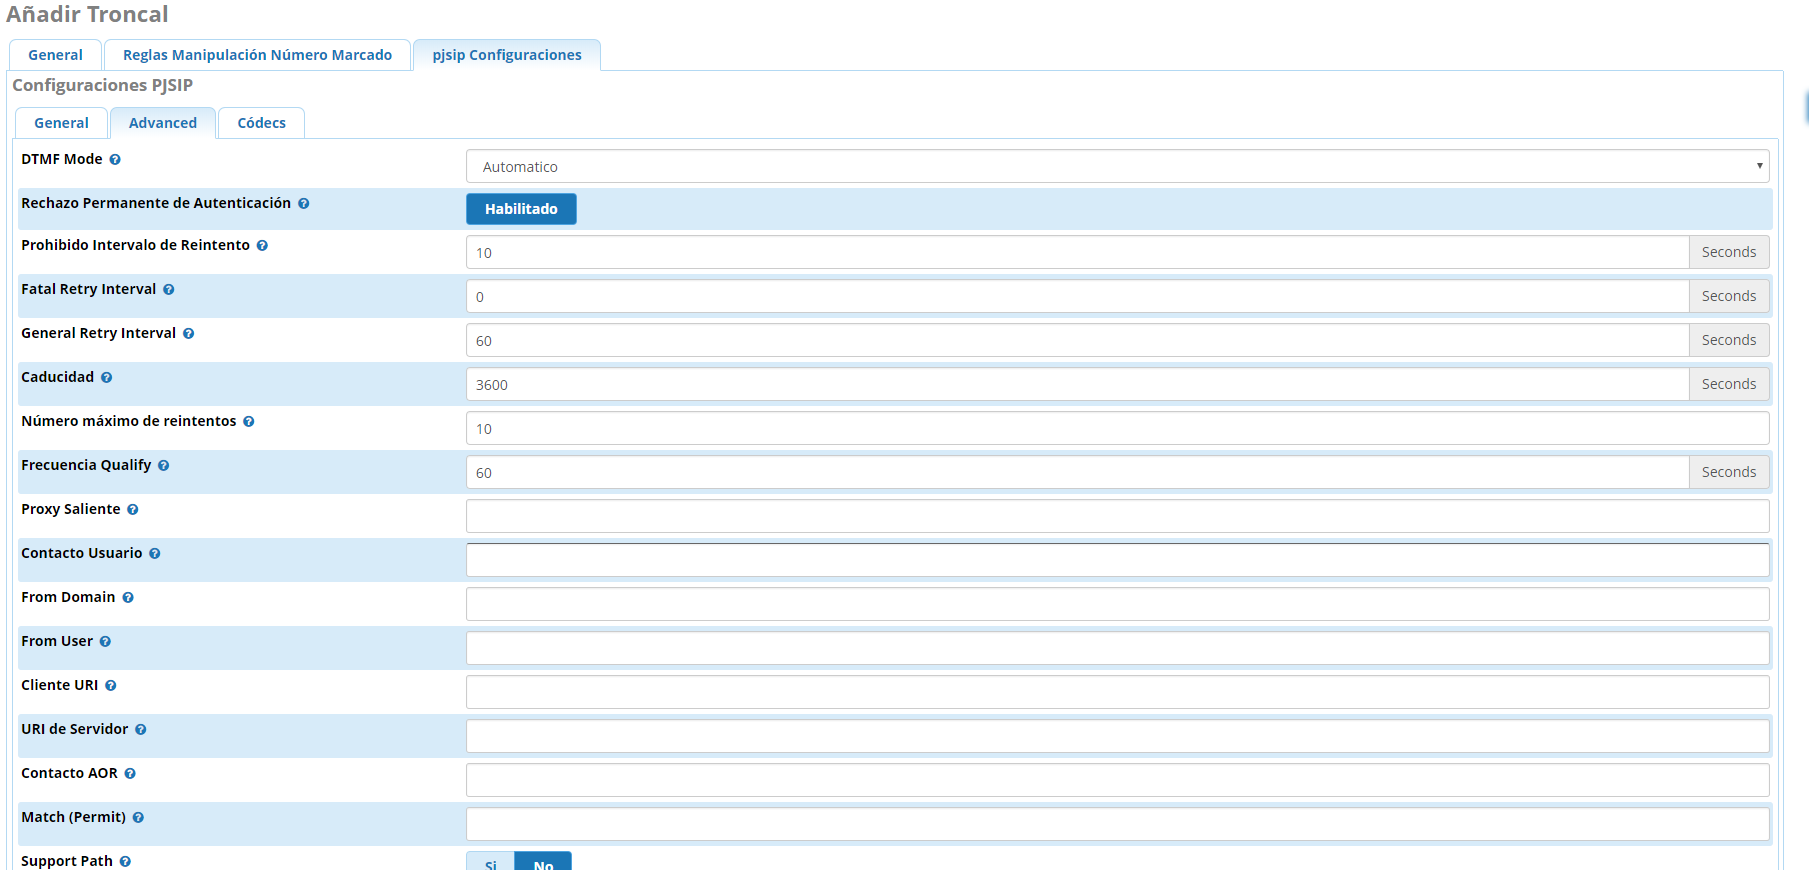 Añadir Troncal
General
Reglas Manipulación Número Marcado
pjsip Configuraciones
Configuraciones PJSIP
General
Advanced
Códecs
DTMF Mode
Automatico
Rechazo Permanente de Autenticación
Habilitado
Prohibido Intervalo de Reintento
10
Seconds
Fatal Retry Interval
0
Seconds
General Retry Interval
60
Seconds
Caducidad
3600
Seconds
Número máximo de reintentos
10
Frecuencia Qualify
60
Seconds
Proxy Saliente
Contacto Usuario
From Domain
From User
Cliente URI
URI de Servidor
Contacto AOR
Match (Permit)
Support Path
Si
No